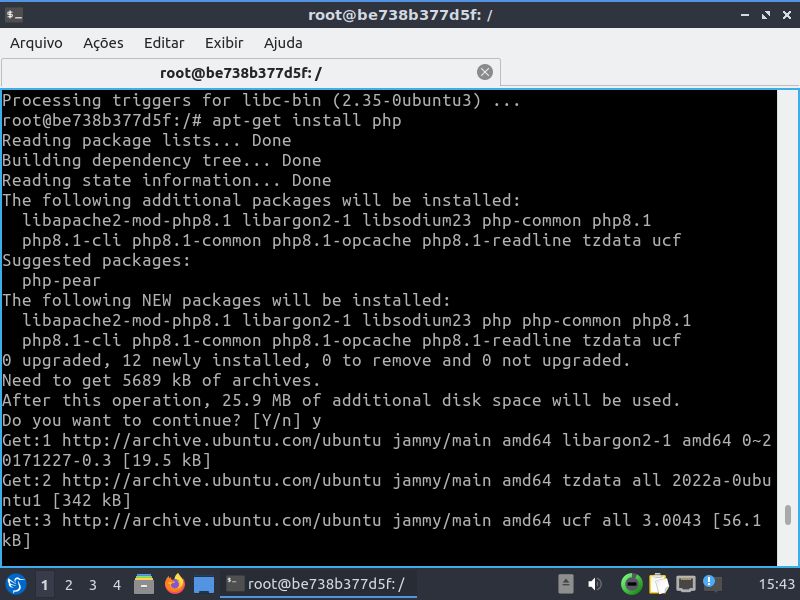 root@be738b377d5f: /
Arquivo Ações Editar Exibir Ajuda
root@be738b377d5f: /
Processing triggers for libc-bin (2.35-0ubuntu3) ...
root@be738b377d5f:/# apt-get install php
Reading package lists... Done
Building dependency tree... Done
Reading state information... Done
The following additional packages will be installed:
  libapache2-mod-php8.1 libargon2-1 libsodium23 php-common php8.1
  php8.1-cli php8.1-common php8.1-opcache php8.1-readline tzdata ucf
Suggested packages:
  php-pear
The following NEW packages will be installed:
  libapache2-mod-php8.1 libargon2-1 libsodium23 php php-common php8.1
  php8.1-cli php8.1-common php8.1-opcache php8.1-readline tzdata ucf
0 upgraded, 12 newly installed, 0 to remove and 0 not upgraded.
Need to get 5689 kB of archives.
After this operation, 25.9 MB of additional disk space will be used.
Do you want to continue? [Y/n] y
Get:1 http://archive.ubuntu.com/ubuntu jammy/main amd64 libargon2-1 amd64 0~2
0171227-0.3 [19.5 kB]
Get:2 http://archive.ubuntu.com/ubuntu jammy/main amd64 tzdata all 2022a-0ubu
ntu1 [342 kB]
Get:3 http://archive.ubuntu.com/ubuntu jammy/main amd64 ucf all 3.0043 [56.1
kB]
1 2 3 4 root@be738b377d5f: / 15:43